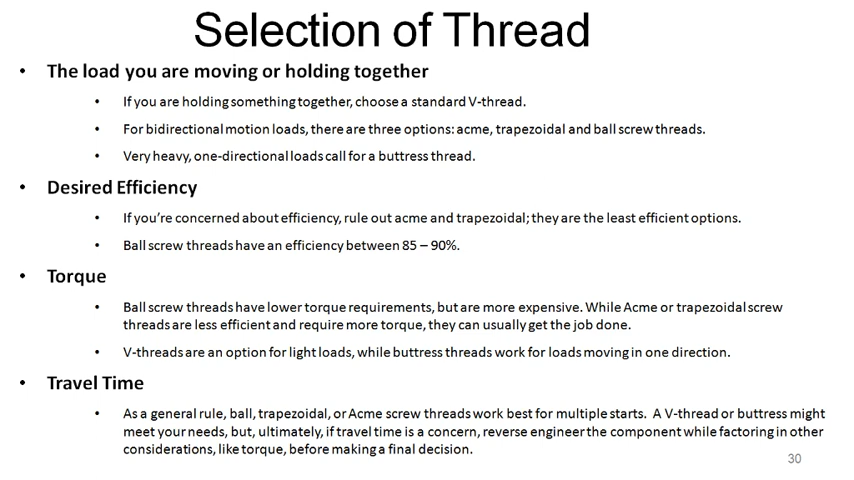 Selection of Thread
• The load you are moving or holding together
• If you are holding something together, choose a standard V-thread.
• For bidirectional motion loads, there are three options: acme, trapezoidal and ball screw threads.
• Very heavy, one-directional loads call for a buttress thread.
• Desired Efficiency
• If you’re concerned about efficiency, rule out acme and trapezoidal; they are the least efficient options.
• Ball screw threads have an efficiency between 85 – 90%.
• Torque
• Ball screw threads have lower torque requirements, but are more expensive. While Acme or trapezoidal screw
threads are less efficient and require more torque, they can usually get the job done.
• V-threads are an option for light loads, while buttress threads work for loads moving in one direction.
• Travel Time
• As a general rule, ball, trapezoidal, or Acme screw threads work best for multiple starts. A V-thread or buttress might
meet your needs, but, ultimately, if travel time is a concern, reverse engineer the component while factoring in other
considerations, like torque, before making a final decision.
30